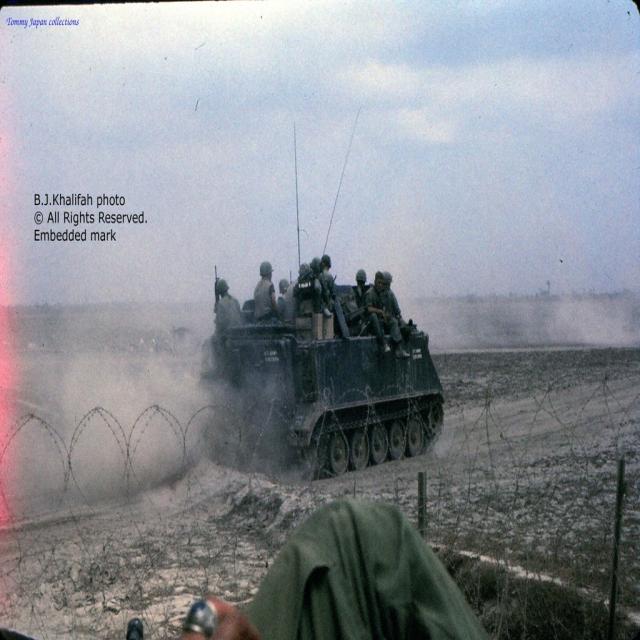 Tommy Japan collections
B.J.Khalifah photo
© All Rights Reserved.
Embedded mark